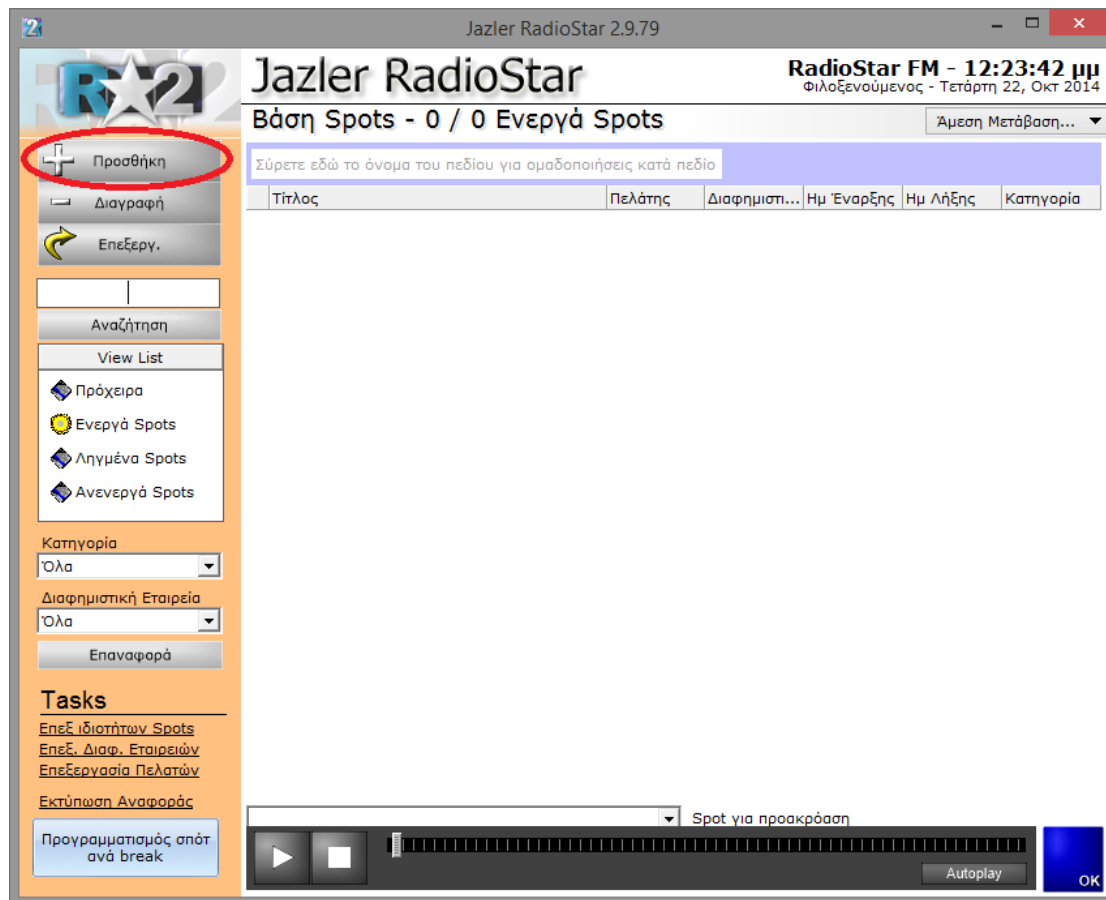 2
Jazler RadioStar 2.9.79
R 2
Jazler RadioStar
RadioStar FM - 12:23:42 μμ
Φιλοξενούμενος - Τετάρτη 22, Οκτ 2014
Βάση Spots - 0 / 0 Ενεργά Spots
Άμεση Μετάβαση...
Προσθήκη
Διαγραφή
Επεξεργ.
Σύρετε εδώ το όνομα του πεδίου για ομαδοποιήσεις κατά πεδίο
Τίτλος Πελάτης Διαφημιστι... Ημ Έναρξης Ημ Λήξης Κατηγορία
Αναζήτηση
View List
Πρόχειρα
Ενεργά Spots
Ληγμένα Spots
Ανενεργά Spots
Κατηγορία
Όλα
Διαφημιστική Εταιρεία
Όλα
Επαναφορά
Tasks
Επεξ ιδιοτήτων Spots
Επεξ. Διαφ. Εταιρειών
Επεξεργασία Πελατών
Εκτύπωση Αναφοράς
Προγραμματισμός σπότ
ανά break
Spot για προακρόαση
Autoplay
OK